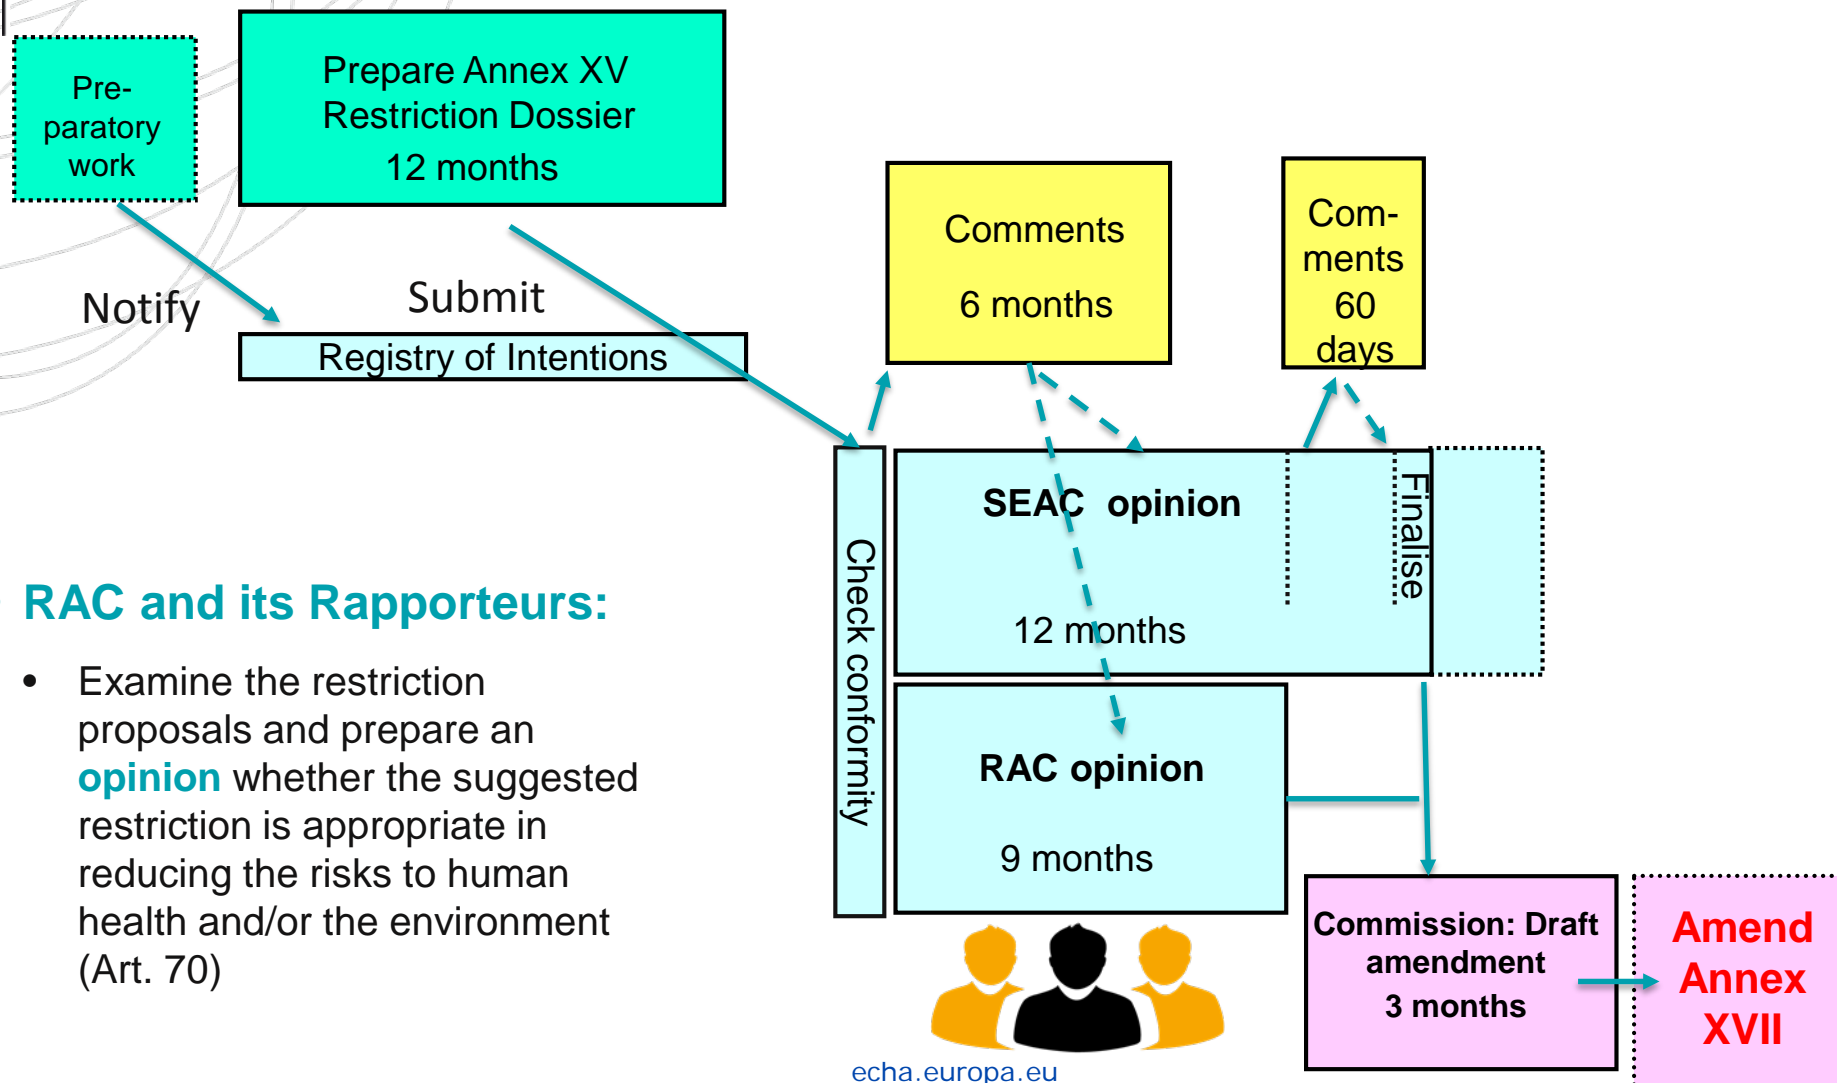 Pre-
paratory
work
Prepare Annex XV
Restriction Dossier
12 months
Notify
Submit
Registry of Intentions
Comments
6 months
Com-
ments
60
days
Check conformity
SEAC opinion
12 months
Finalise
RAC opinion
9 months
Commission: Draft
amendment
3 months
Amend
Annex
XVII
RAC and its Rapporteurs:
• Examine the restriction
proposals and prepare an
opinion whether the suggested
restriction is appropriate in
reducing the risks to human
health and/or the environment
(Art. 70)
echa.europa.eu